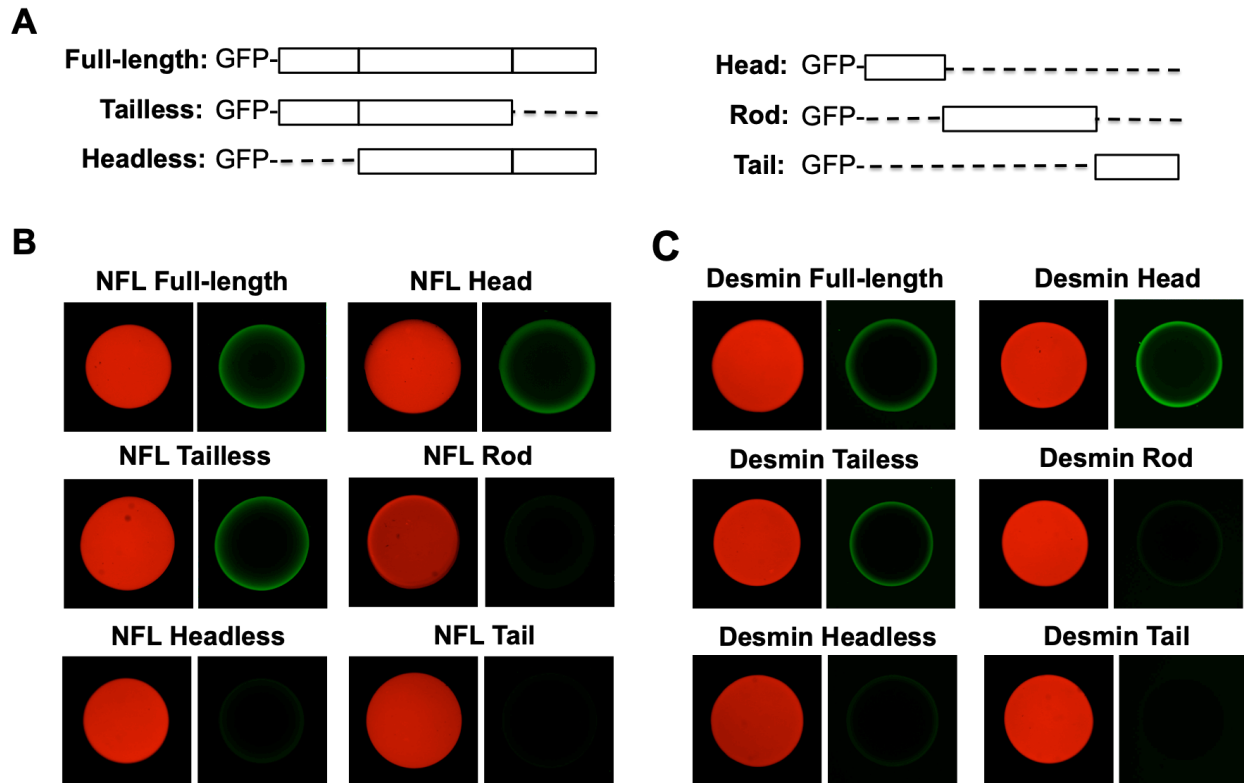 A
Full-length: GFP-
Tailless: GFP-
Headless: GFP-
Head: GFP-
Rod: GFP-
Tail: GFP-
B
NFL Full-length
NFL Head
NFL Tailless
NFL Rod
NFL Headless
NFL Tail
C
Desmin Full-length
Desmin Head
Desmin Tailess
Desmin Rod
Desmin Headless
Desmin Tail